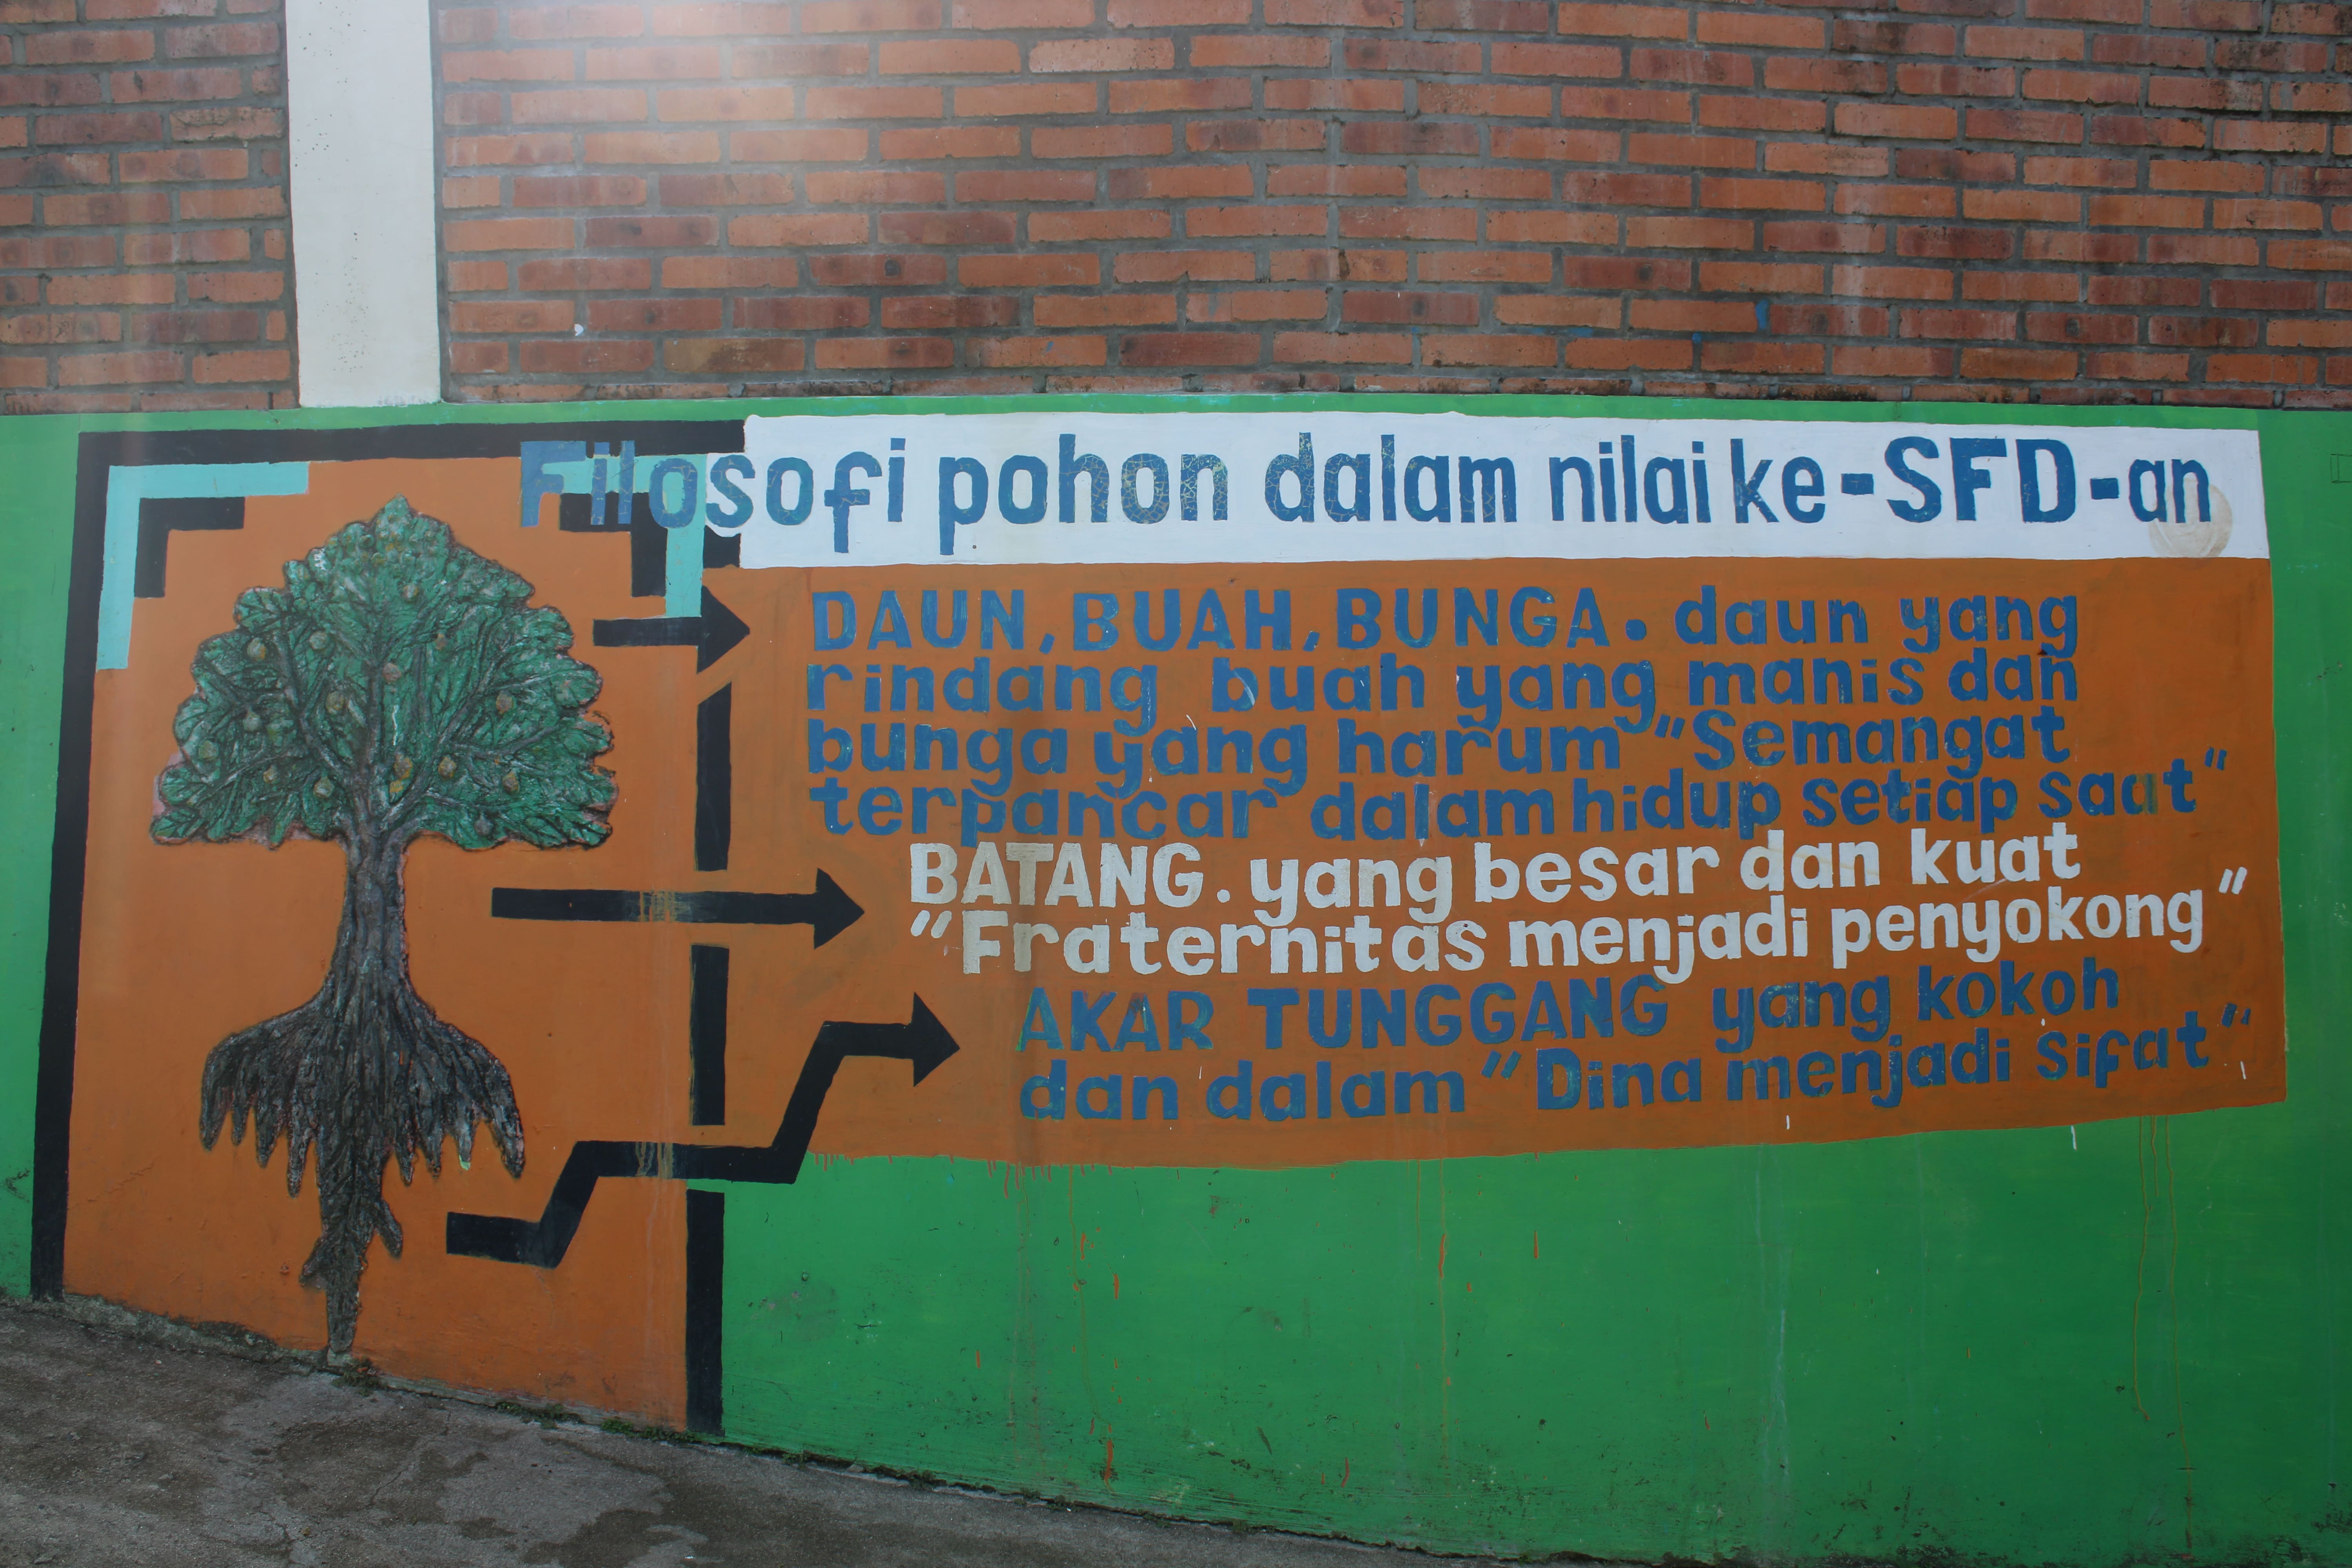 Filosofi pohon dalam nilai ke-SFD-an
DAUN, BUAH, BUNGA. daun yang
rindang buah yang manis dan
bunga yang harum "Semangat
terpancar dalam hidup setiap saat"
BATANG. yang besar dan kuat
"Fraternitas menjadi penyokong"
AKAR TUNGGANG yang kokoh
dan dalam "Dina menjadi sifat"